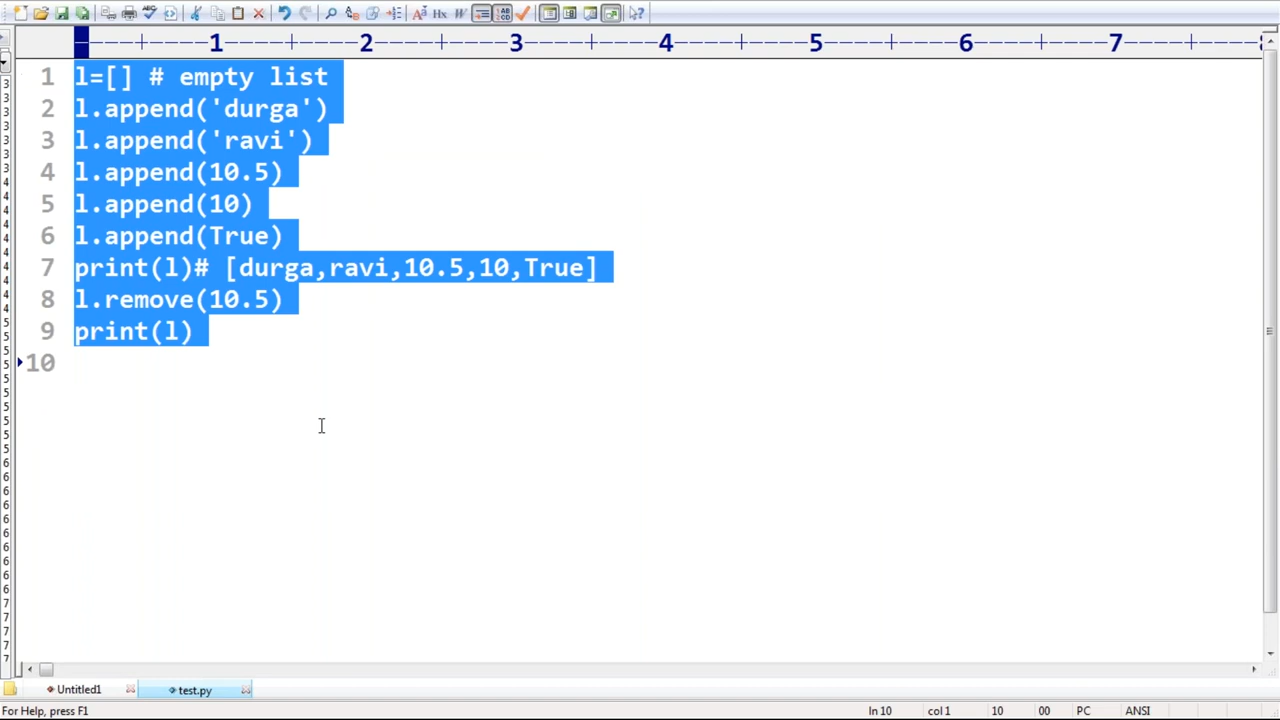 1 2 3 4 5 6 7
1 l=[] # empty list
2 l.append('durga')
3 l.append('ravi')
4 l.append(10.5)
5 l.append(10)
6 l.append(True)
7 print(l)# [durga,ravi,10.5,10,True]
8 l.remove(10.5)
9 print(l)
10
Untitled1 test.py
For Help, press F1 ln 10 col 1 10 00 PC ANSI